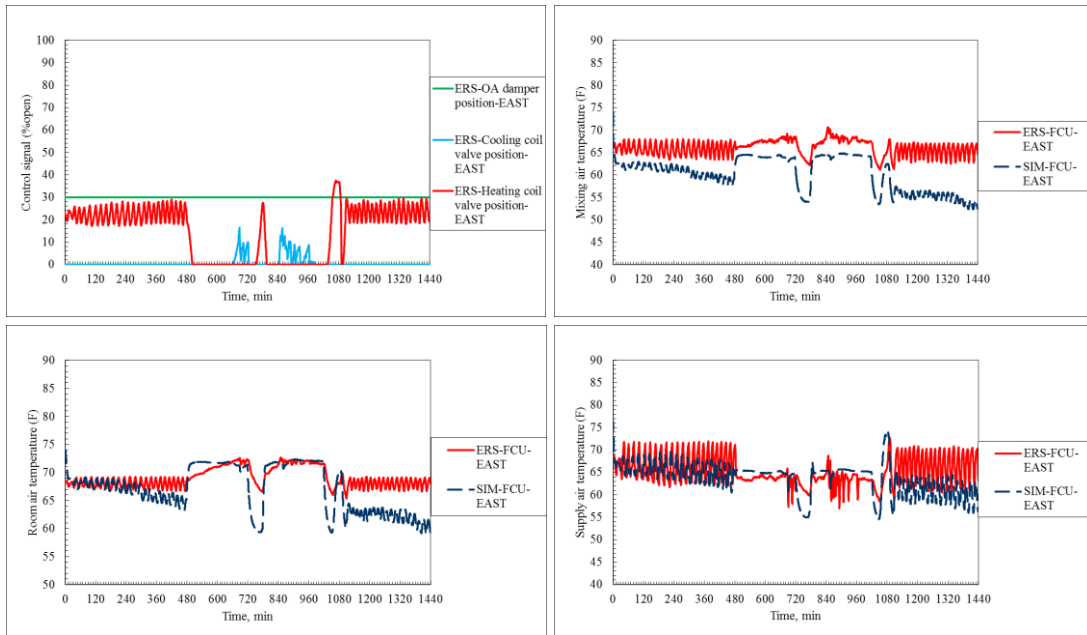 100
90
80
70
60
50
40
30
20
10
0
Control signal (%open)
0 120 240 360 480 600 720 840 960 1080 1200 1320 1440
Time, min
ERS-OA damper
position-EAST
ERS-Cooling coil
valve position-
EAST
ERS-Heating coil
valve position-
EAST
90
85
80
75
70
65
60
55
50
45
40
Mixing air temperature (F)
0 120 240 360 480 600 720 840 960 1080 1200 1320 1440
Time, min
ERS-FCU-
EAST
SIM-FCU-
EAST
90
85
80
75
70
65
60
55
50
Room air temperature (F)
0 120 240 360 480 600 720 840 960 1080 1200 1320 1440
Time, min
ERS-FCU-
EAST
SIM-FCU-
EAST
90
85
80
75
70
65
60
55
50
45
40
Supply air temperature (F)
0 120 240 360 480 600 720 840 960 1080 1200 1320 1440
Time, min
ERS-FCU-
EAST
SIM-FCU-
EAST